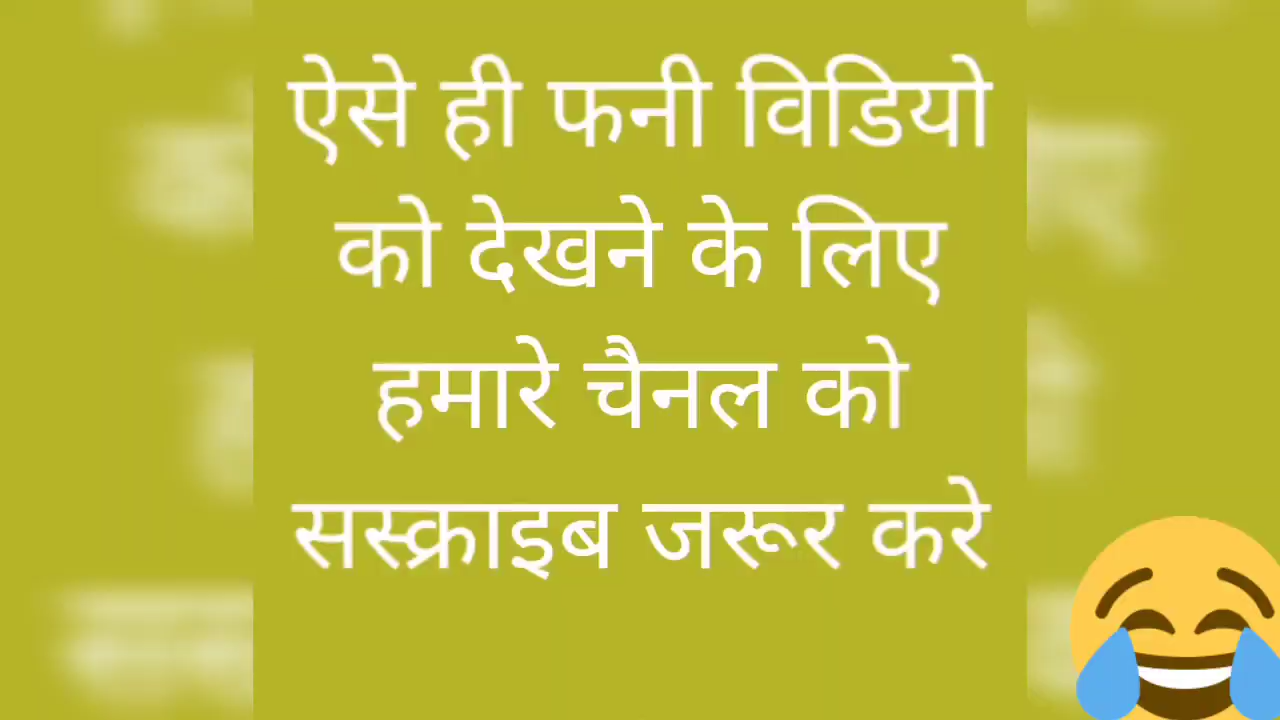 ऐसे ही फनी विडियो
को देखने के लिए
हमारे चैनल को
सस्क्राइब जरूर करे